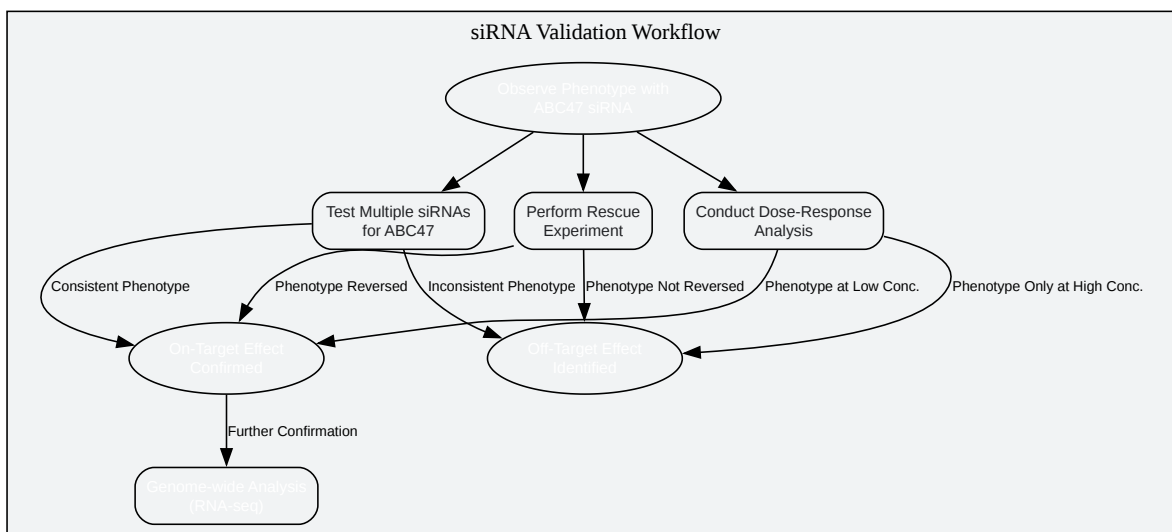 siRNA Validation Workflow
Observe Phenotype with
ABC47 siRNA
Test Multiple siRNAs
for ABC47
Perform Rescue
Experiment
Conduct Dose-Response
Analysis
Consistent Phenotype
Phenotype Reversed
Inconsistent Phenotype
Phenotype Not Reversed
Phenotype at Low Conc.
Phenotype Only at High Conc.
On-Target Effect
Confirmed
Off-Target Effect
Identified
Further Confirmation
Genome-wide Analysis
(RNA-seq)